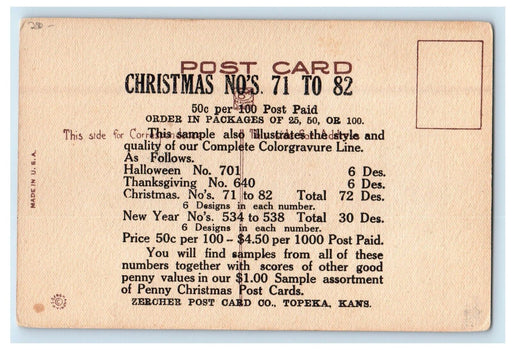 280 -
POST CARD
CHRISTMAS NO'S. 71 TO 82
50c per 100 Post Paid
ORDER IN PACKAGES OF 25, 50, OR 100.
This side for
This sample also illustrates the style and
quality of our Complete Colorgravure Line.
As Follows.
Halloween No. 701 6 Des.
Thanksgiving No. 640 6 Des.
Christmas. No's. 71 to 82 Total 72 Des.
6 Designs in each number.
New Year No's. 534 to 538 Total 30 Des.
6 Designs in each number.
Price 50c per 100 - $4.50 per 1000 Post Paid.
You will find samples from all of these
numbers together with scores of other good
penny values in our $1.00 Sample assortment
of Penny Christmas Post Cards.
ZERCHER POST CARD CO., TOPEKA, KANS.
MADE IN U.S.A.